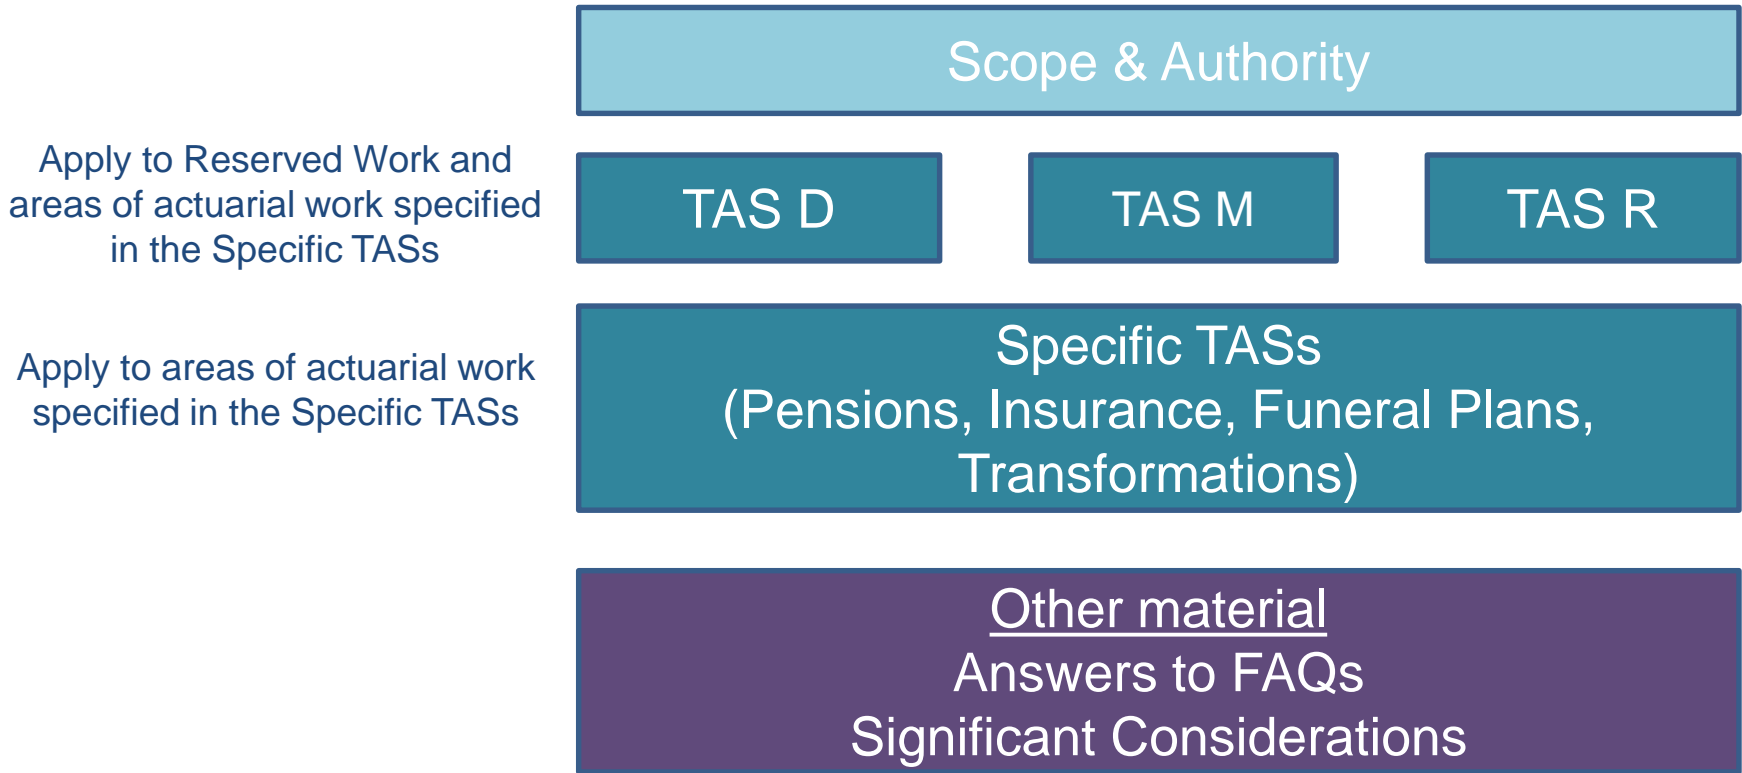 Scope & Authority
Apply to Reserved Work and
areas of actuarial work specified
in the Specific TASs
TAS D
TAS M
TAS R
Apply to areas of actuarial work
specified in the Specific TASs
Specific TASs
(Pensions, Insurance, Funeral Plans,
Transformations)
Other material
Answers to FAQs
Significant Considerations